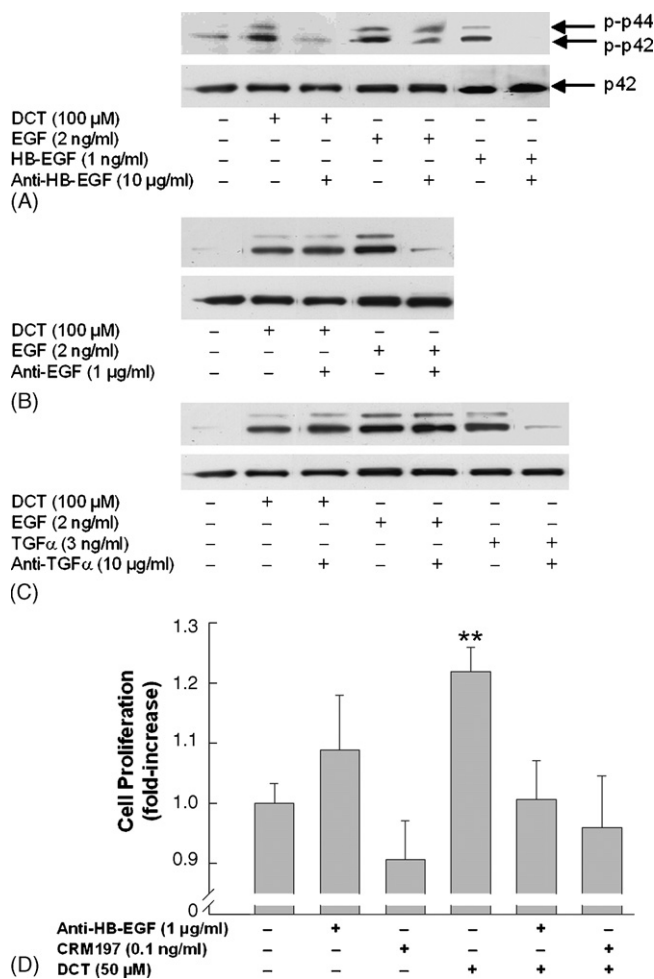 p-p44
p-p42
p42
DCT (100 µM) – + + – – – –
EGF (2 ng/ml) – – – + + – –
HB-EGF (1 ng/ml) – – – – – + +
Anti-HB-EGF (10 µg/ml) – – + – + – +
(A)
DCT (100 µM) – + + – –
EGF (2 ng/ml) – – – + +
Anti-EGF (1 µg/ml) – – + – +
(B)
DCT (100 µM) – + + – – – –
EGF (2 ng/ml) – – – + + – –
TGFα (3 ng/ml) – – – – – + +
Anti-TGFα (10 µg/ml) – – + – + – +
(C)
Cell Proliferation
(fold-increase)
1.3
1.2
1.1
1.0
0.9
0
**
Anti-HB-EGF (1 µg/ml) – + – – + –
CRM197 (0.1 ng/ml) – – + – – +
DCT (50 µM) – – – + + +
(D)